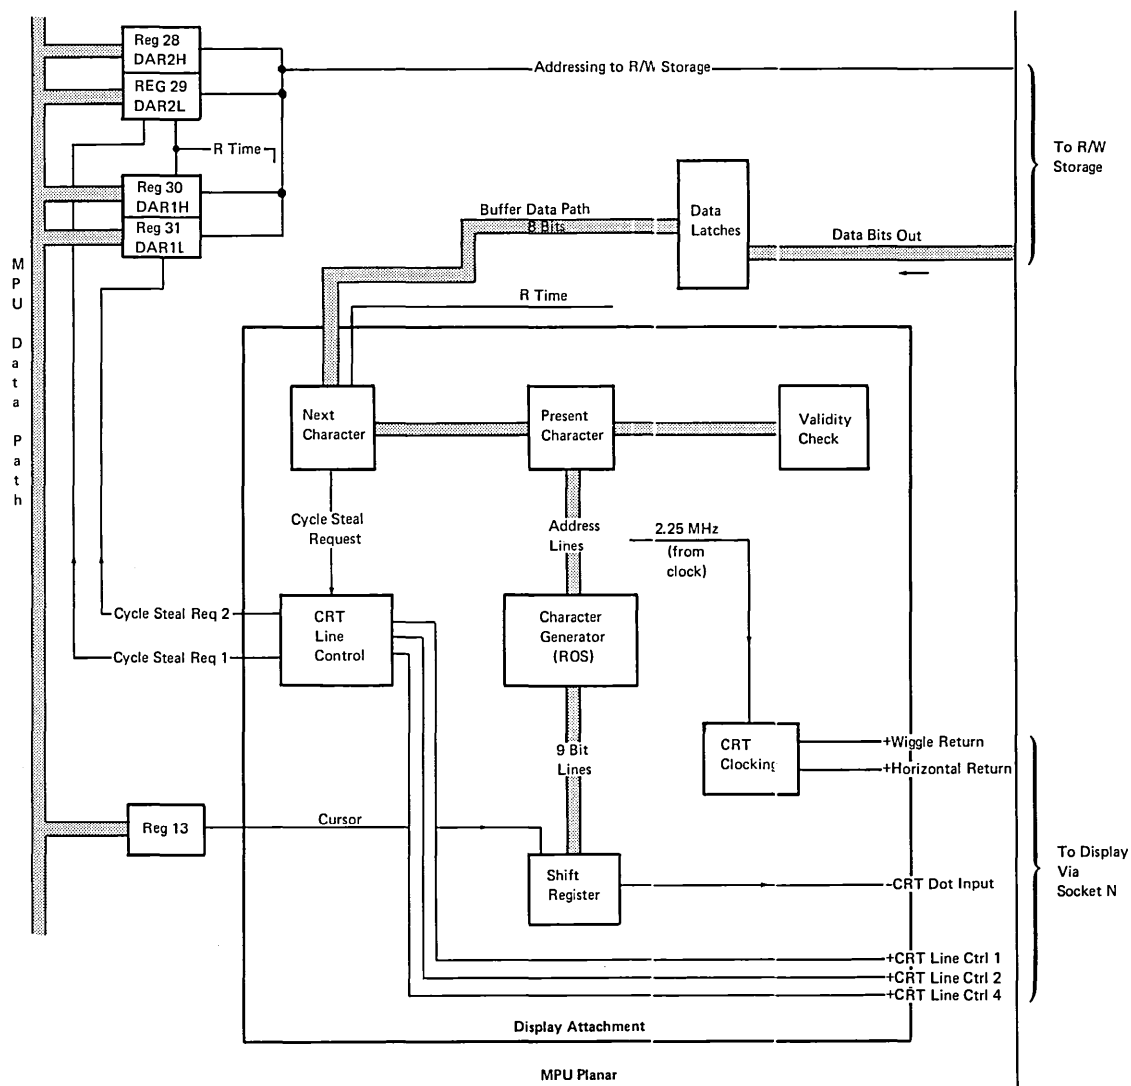 Reg 28
DAR2H
REG 29
DAR2L
R Time
Reg 30
DAR1H
Reg 31
DAR1L
MPU Data Path
Addressing to R/W Storage
To R/W
Storage
Buffer Data Path
8 Bits
Data
Latches
Data Bits Out
R Time
Next
Character
Present
Character
Validity
Check
Cycle Steal
Request
Address
Lines
2.25 MHz
(from
clock)
Cycle Steal Req 2
Cycle Steal Req 1
CRT
Line
Control
Character
Generator
(ROS)
9 Bit
Lines
CRT
Clocking
+Wiggle Return
+Horizontal Return
Reg 13
Cursor
Shift
Register
-CRT Dot Input
To Display
Via
Socket N
+CRT Line Ctrl 1
+CRT Line Ctrl 2
+CRT Line Ctrl 4
Display Attachment
MPU Planar